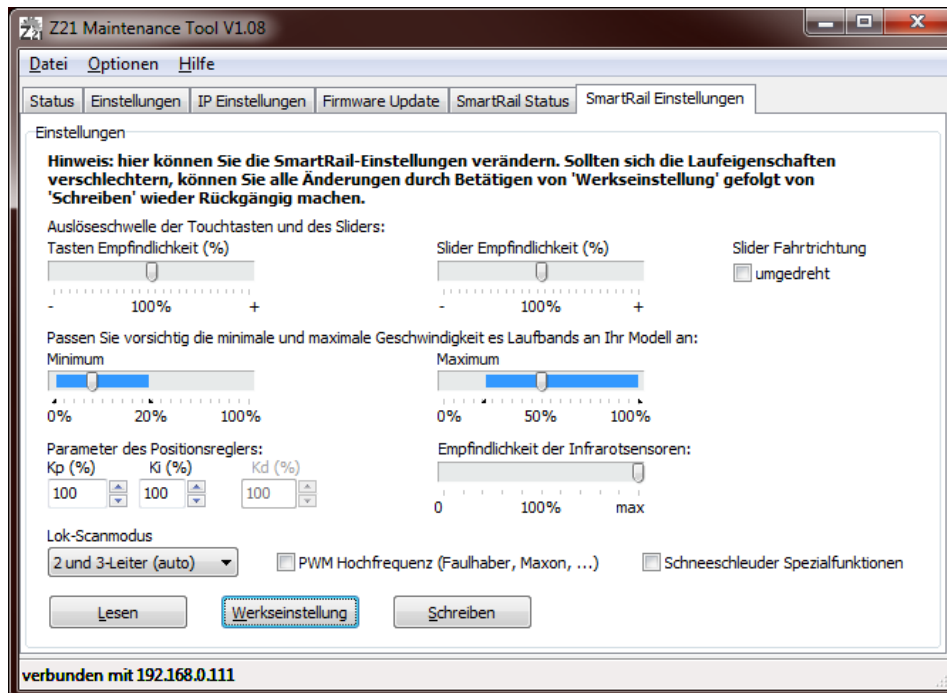 Z21 Maintenance Tool V1.08
Datei Optionen Hilfe
Status Einstellungen IP Einstellungen Firmware Update SmartRail Status SmartRail Einstellungen
Einstellungen
Hinweis: hier können Sie die SmartRail-Einstellungen verändern. Sollten sich die Laufeigenschaften
verschlechtern, können Sie alle Änderungen durch Betätigen von 'Werkseinstellung' gefolgt von
'Schreiben' wieder Rückgängig machen.
Auslöseschwelle der Touchtasten und des Sliders:
Tasten Empfindlichkeit (%) Slider Empfindlichkeit (%) Slider Fahrtrichtung
umgedreht
- 100% + - 100% +
Passen Sie vorsichtig die minimale und maximale Geschwindigkeit es Laufbands an Ihr Modell an:
Minimum Maximum
0% 20% 100% 0% 50% 100%
Parameter des Positionsreglers: Empfindlichkeit der Infrarotsensoren:
Kp (%) Ki (%) Kd (%)
100 100 100
0 100% max
Lok-Scanmodus
2 und 3-Leiter (auto) PWM Hochfrequenz (Faulhaber, Maxon, ...) Schneeschleuder Spezialfunktionen
Lesen Werkseinstellung Schreiben
verbunden mit 192.168.0.111